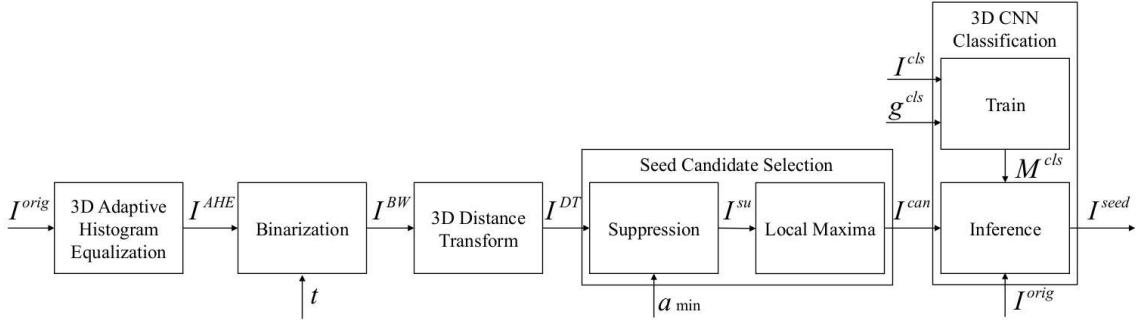 3D CNN
Classification
I^{cls}
g^{cls}
Train
M^{cls}
Seed Candidate Selection
I^{orig}
3D Adaptive
Histogram
Equalization
I^{AHE}
Binarization
I^{BW}
3D Distance
Transform
I^{DT}
Suppression
I^{su}
Local Maxima
I^{can}
Inference
I^{seed}
t
a_{min}
I^{orig}